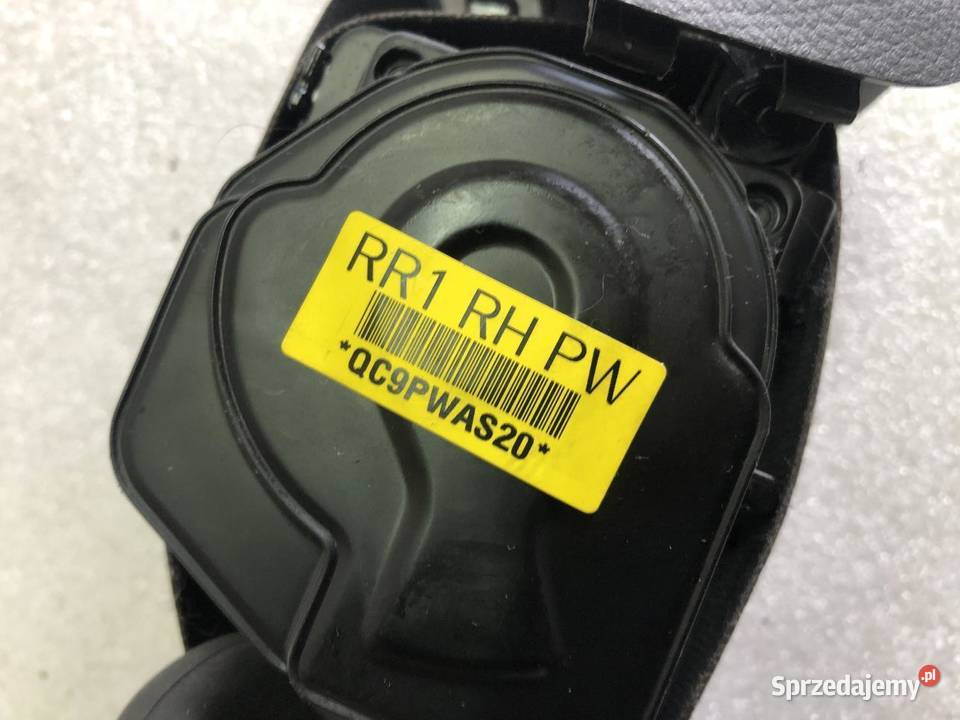 RR1 RH PW
*QC9PWAS20*
Sprzedajemy.pl